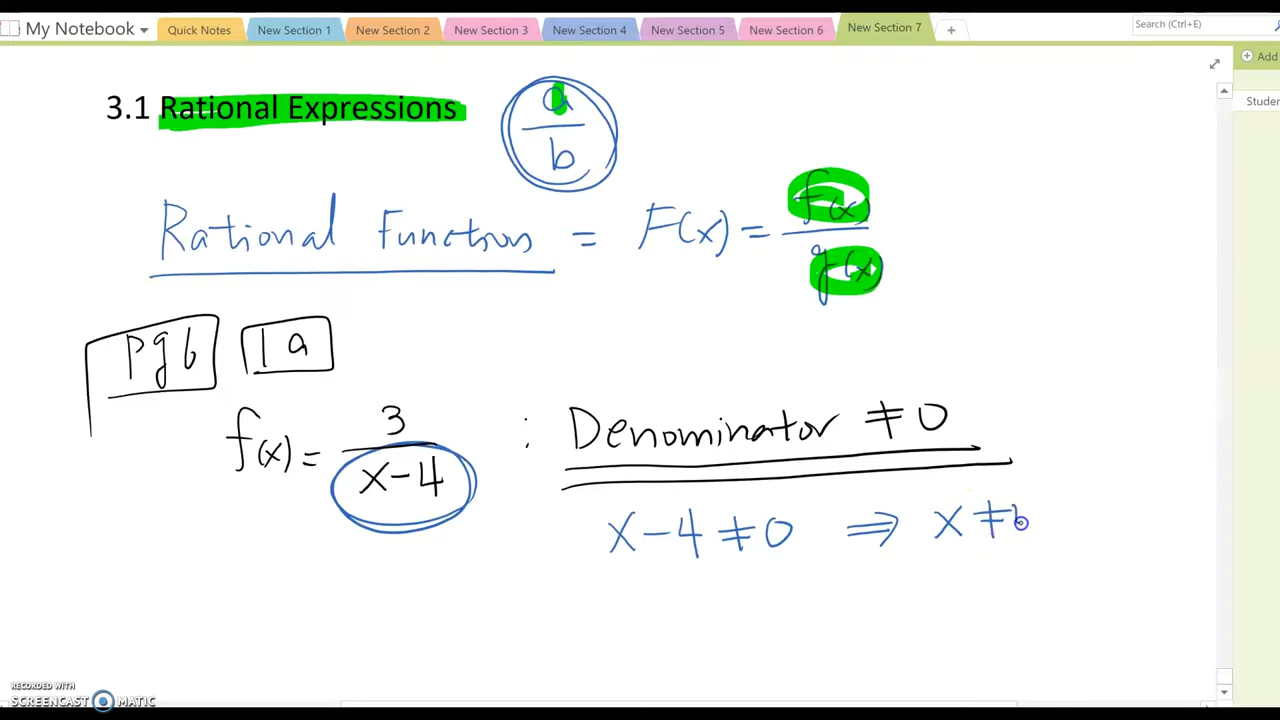 My Notebook
Quick Notes
New Section 1
New Section 2
New Section 3
New Section 4
New Section 5
New Section 6
New Section 7
Search (Ctrl+E)
Add
Studen
3.1 Rational Expressions
a
b
Rational Function = F(x) = f(x)
g(x)
Pg 6 1a
f(x) = 3
x-4
: Denominator ≠ 0
x-4 ≠ 0 ⇒ x ≠
RECORDED WITH
SCREENCAST MATIC